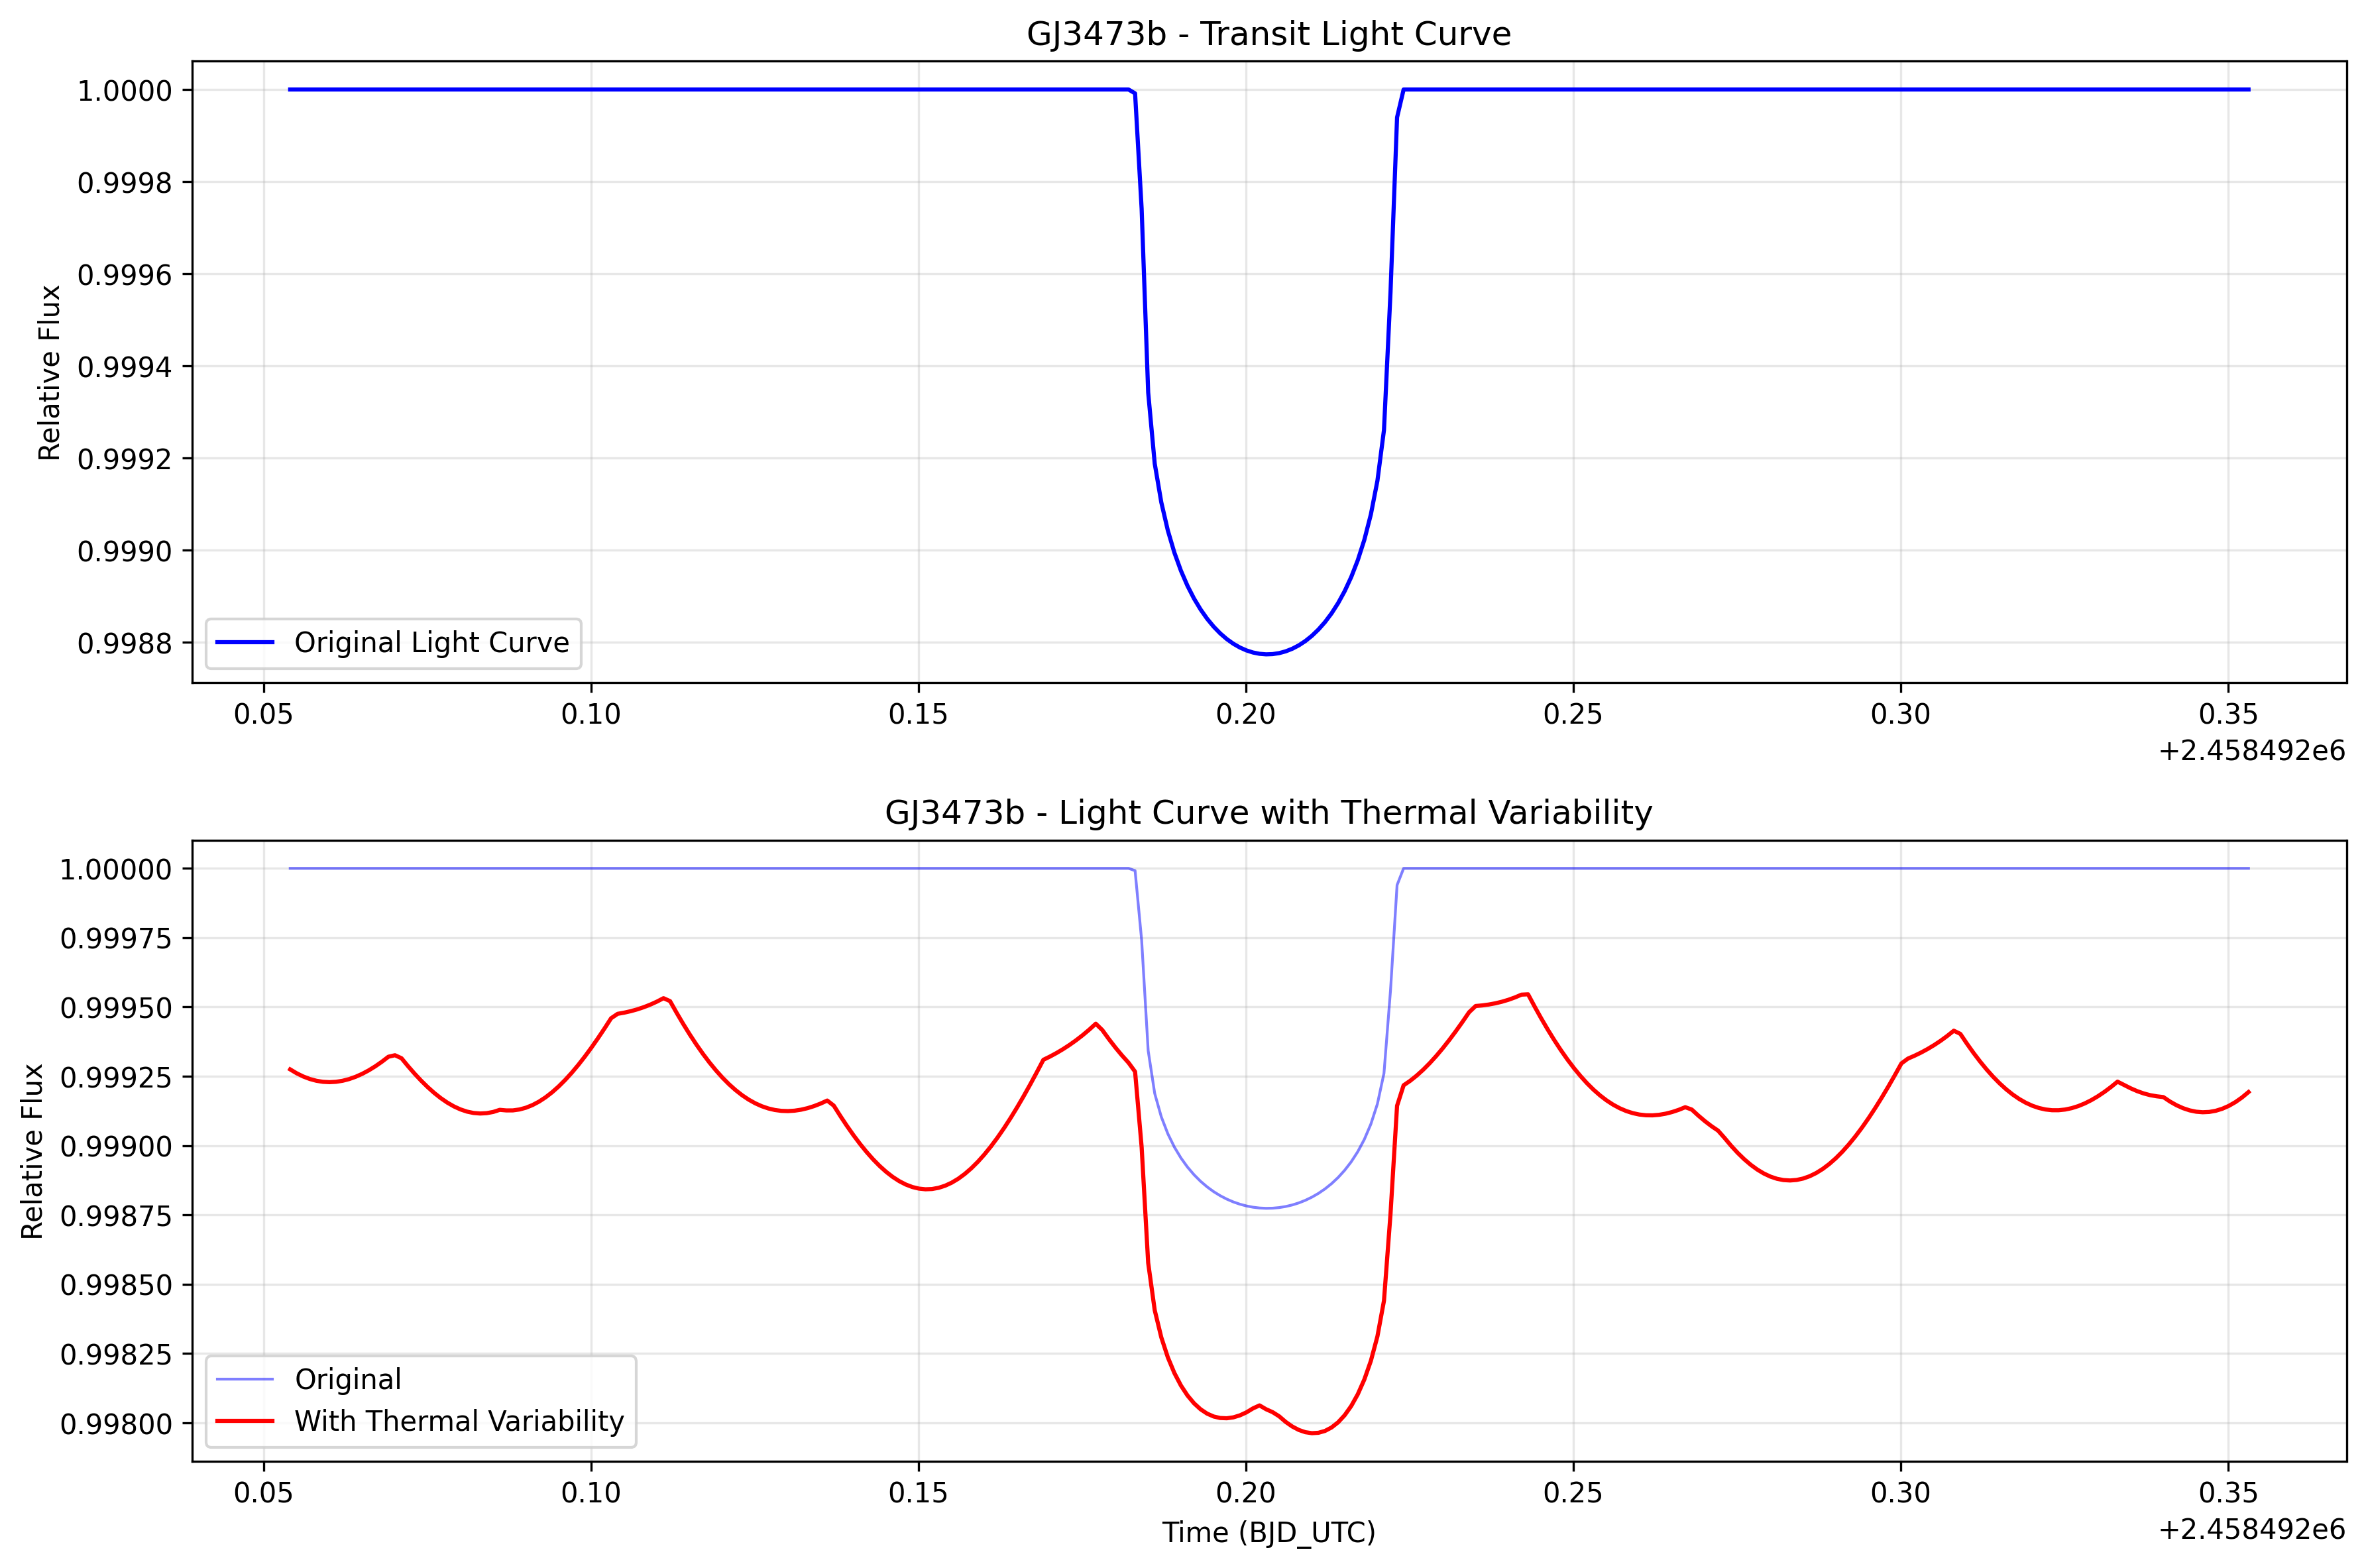 GJ3473b - Transit Light Curve
1.0000
0.9998
0.9996
0.9994
0.9992
0.9990
0.9988
Relative Flux
Original Light Curve
0.05 0.10 0.15 0.20 0.25 0.30 0.35
+2.458492e6
GJ3473b - Light Curve with Thermal Variability
1.00000
0.99975
0.99950
0.99925
0.99900
0.99875
0.99850
0.99825
0.99800
Relative Flux
Original
With Thermal Variability
0.05 0.10 0.15 0.20 0.25 0.30 0.35
+2.458492e6
Time (BJD_UTC)